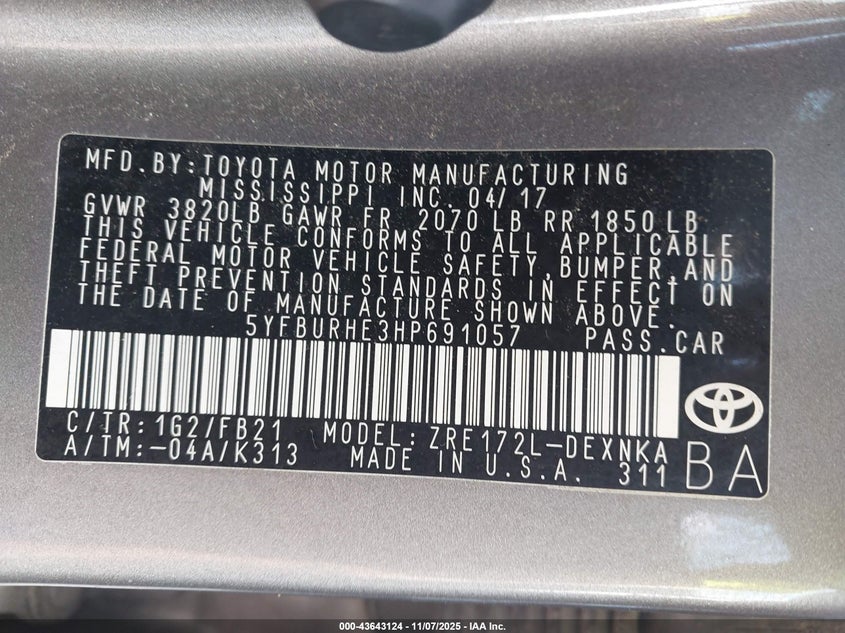 MFD.BY:TOYOTA MOTOR MANUFACTURING
MISSISSIPPI INC. 04/17
GVWR 3820LB GAWR FR 2070 LB RR 1850 LB
THIS VEHICLE CONFORMS TO ALL APPLICABLE
FEDERAL MOTOR VEHICLE SAFETY,BUMPER,AND
THEFT PREVENTION STANDARDS IN EFFECT ON
THE DATE OF MANUFACTURE SHOWN ABOVE.
5YFBURHE3HP691057 PASS.CAR
C/TR:1G2/FB21 MODEL: ZRE172L-DEXNKA
A/TM:-04A/K313 MADE IN U.S.A. 311
BA
000-43643124 | 11/07/2025 - IAA Inc.